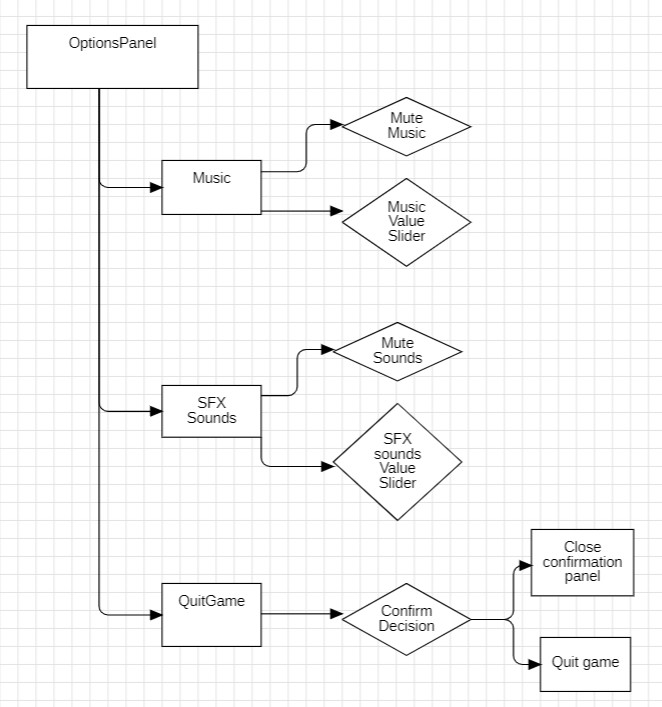 OptionsPanel
Mute
Music
Music
Music
Value
Slider
Mute
Sounds
SFX
Sounds
SFX
sounds
Value
Slider
Close
confirmation
panel
QuitGame
Confirm
Decision
Quit game